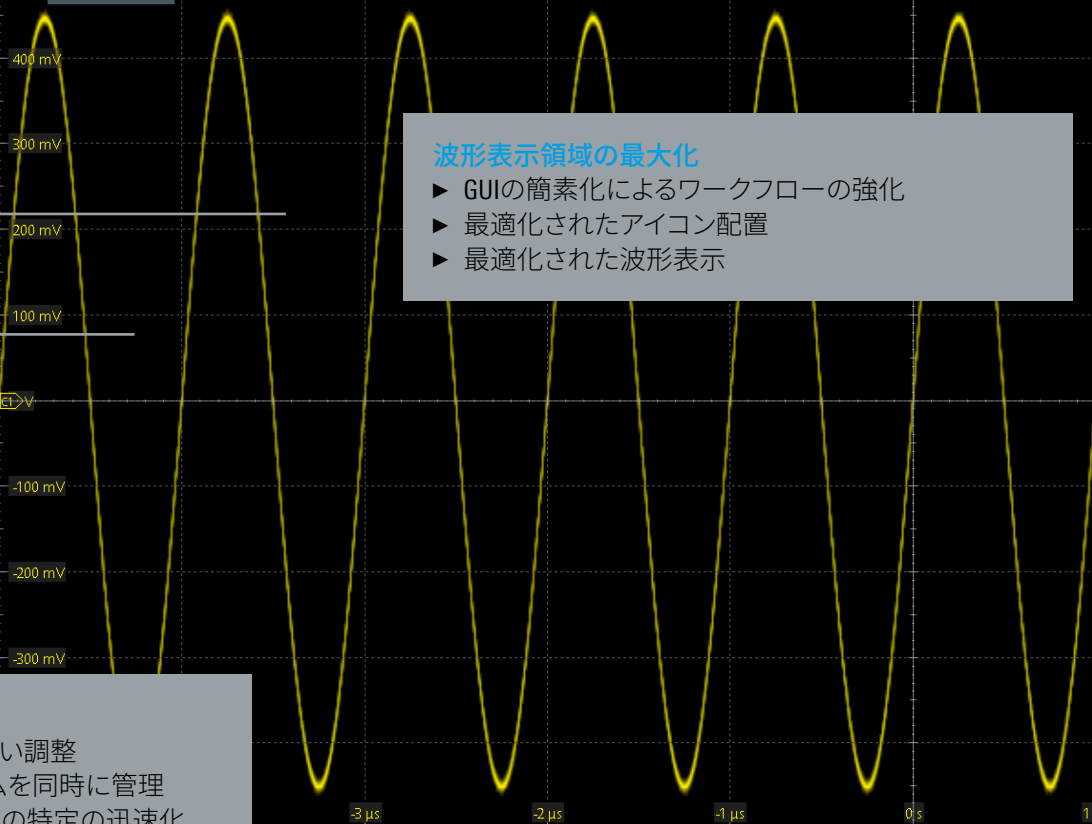 400 mV
波形表示領域の最大化
► GUIの簡素化によるワークフローの強化
► 最適化されたアイコン配置
► 最適化された波形表示
300 mV
200 mV
100 mV
C1 V
-100 mV
-200 mV
-300 mV
い調整
ムを同時に管理
の特定の迅速化
-3 µs
-2 µs
-1 µs
0 s
1